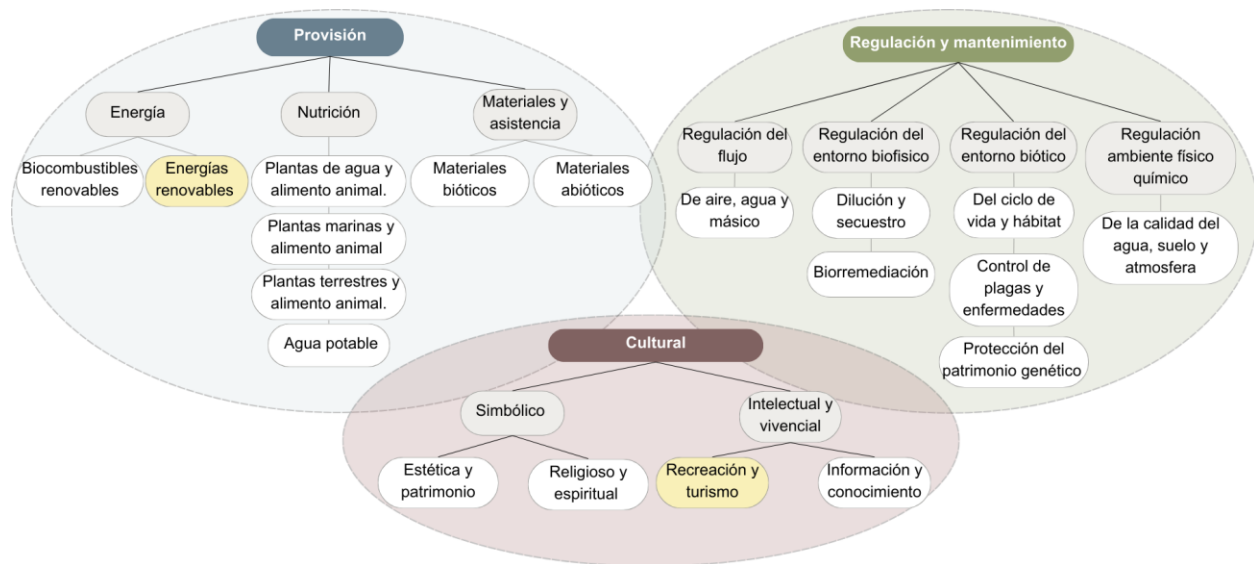 Provisión
Energía
Biocombustibles
renovables
Energías
renovables
Nutrición
Plantas de agua y
alimento animal.
Plantas marinas y
alimento animal
Plantas terrestres y
alimento animal.
Agua potable
Materiales y
asistencia
Materiales
bióticos
Materiales
abióticos
Regulación y mantenimiento
Regulación del
flujo
De aire, agua y
másico
Regulación del
entorno biofisico
Dilución y
secuestro
Biorremediación
Regulación del
entorno biótico
Del ciclo de
vida y hábitat
Control de
plagas y
enfermedades
Protección del
patrimonio genético
Regulación
ambiente físico
químico
De la calidad del
agua, suelo y
atmosfera
Cultural
Simbólico
Estética y
patrimonio
Religioso y
espiritual
Intelectual y
vivencial
Recreación y
turismo
Información y
conocimiento